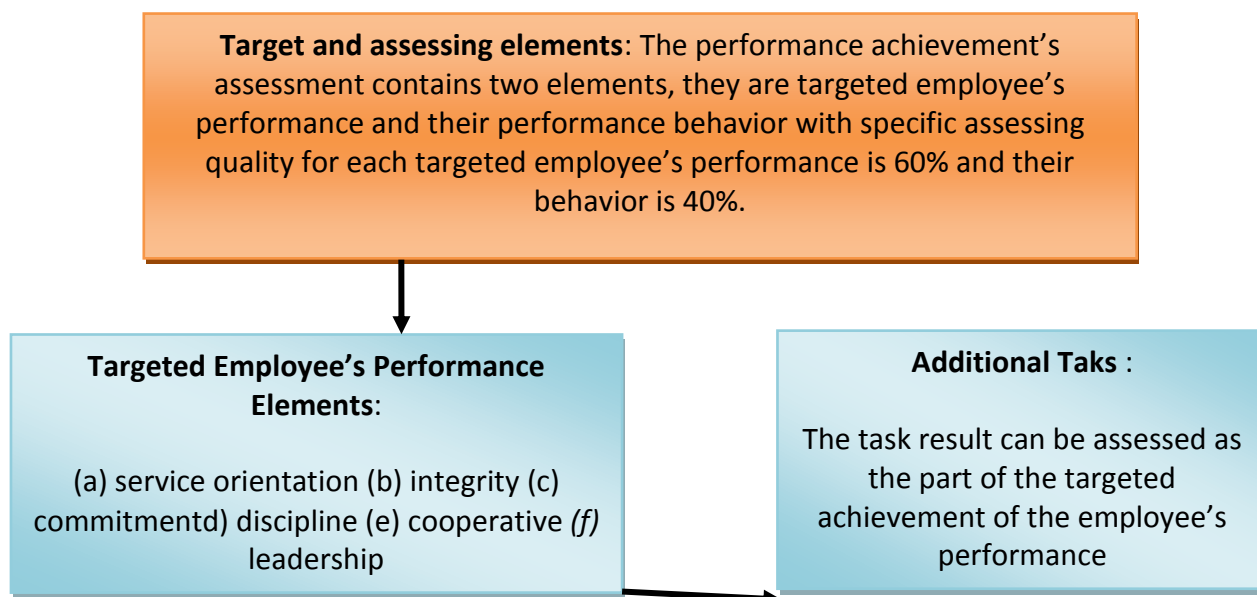 Target and assessing elements: The performance achievement’s
assessment contains two elements, they are targeted employee’s
performance and their performance behavior with specific assessing
quality for each targeted employee’s performance is 60% and their
behavior is 40%.
Targeted Employee’s Performance
Elements:
(a) service orientation (b) integrity (c)
commitmentd) discipline (e) cooperative (f)
leadership
Additional Taks :
The task result can be assessed as
the part of the targeted
achievement of the employee’s
performance